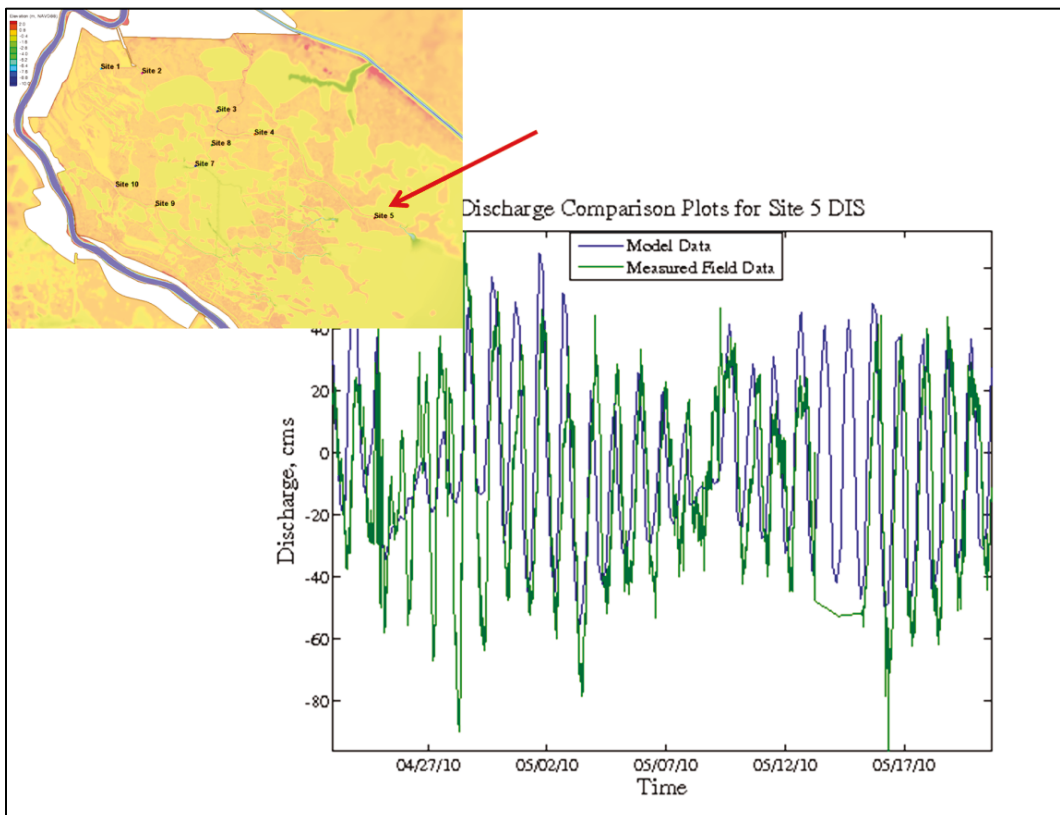 Elevation (m, NAVD88)
Site 1
Site 2
Site 3
Site 4
Site 8
Site 7
Site 10
Site 9
Site 5
Discharge Comparison Plots for Site 5 DIS
Model Data
Measured Field Data
40
20
0
-20
-40
-60
-80
Discharge, cms
04/27/10 05/02/10 05/07/10 05/12/10 05/17/10
Time